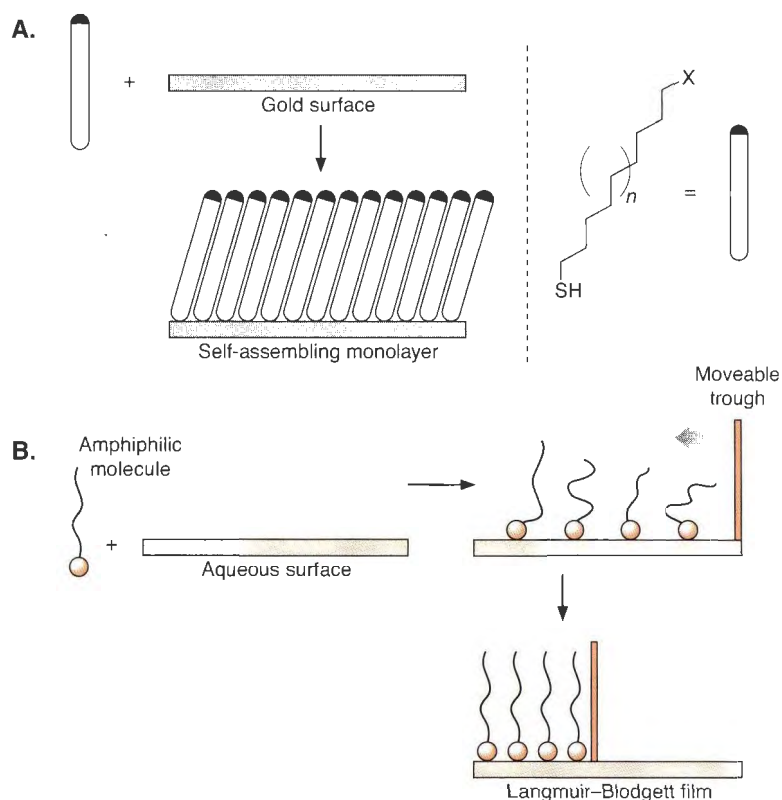 A.
+
Gold surface
X
n
=
SH
Self-assembling monolayer
Moveable
trough
B.
Amphiphilic
molecule
+
Aqueous surface
Langmuir–Blodgett film